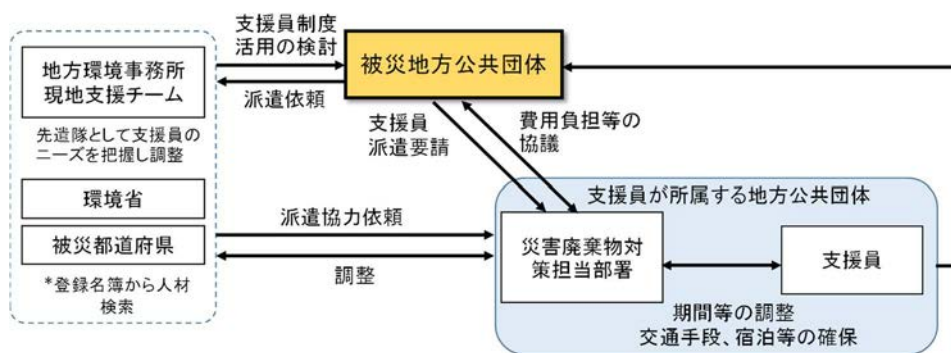 支援員制度
活用の検討
地方環境事務所
現地支援チーム
被災地方公共団体
派遣依頼
先遣隊として支援員の
ニーズを把握し調整
支援員
派遣要請
費用負担等の
協議
環境省
被災都道府県
*登録名簿から人材
検索
派遣協力依頼
調整
支援員が所属する地方公共団体
災害廃棄物対
策担当部署
支援員
期間等の調整
交通手段、宿泊等の確保